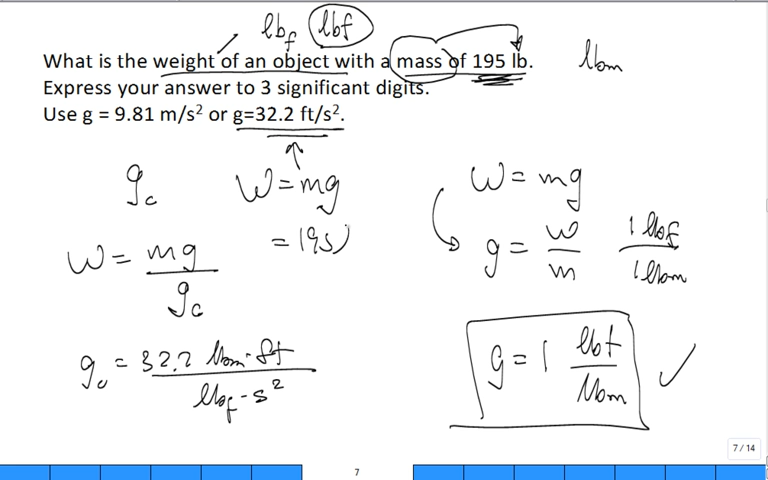 lbf lbf
What is the weight of an object with a mass of 195 lb. lbm
Express your answer to 3 significant digits.
Use g = 9.81 m/s² or g=32.2 ft/s².
gc W = mg
= 195
W = mg / gc
gc = 32.2 lbm·ft / lbf-s²
W = mg
g = w/m 1 lbf / 1 lbm
g = 1 lbf / lbm ✓
7 / 14
7